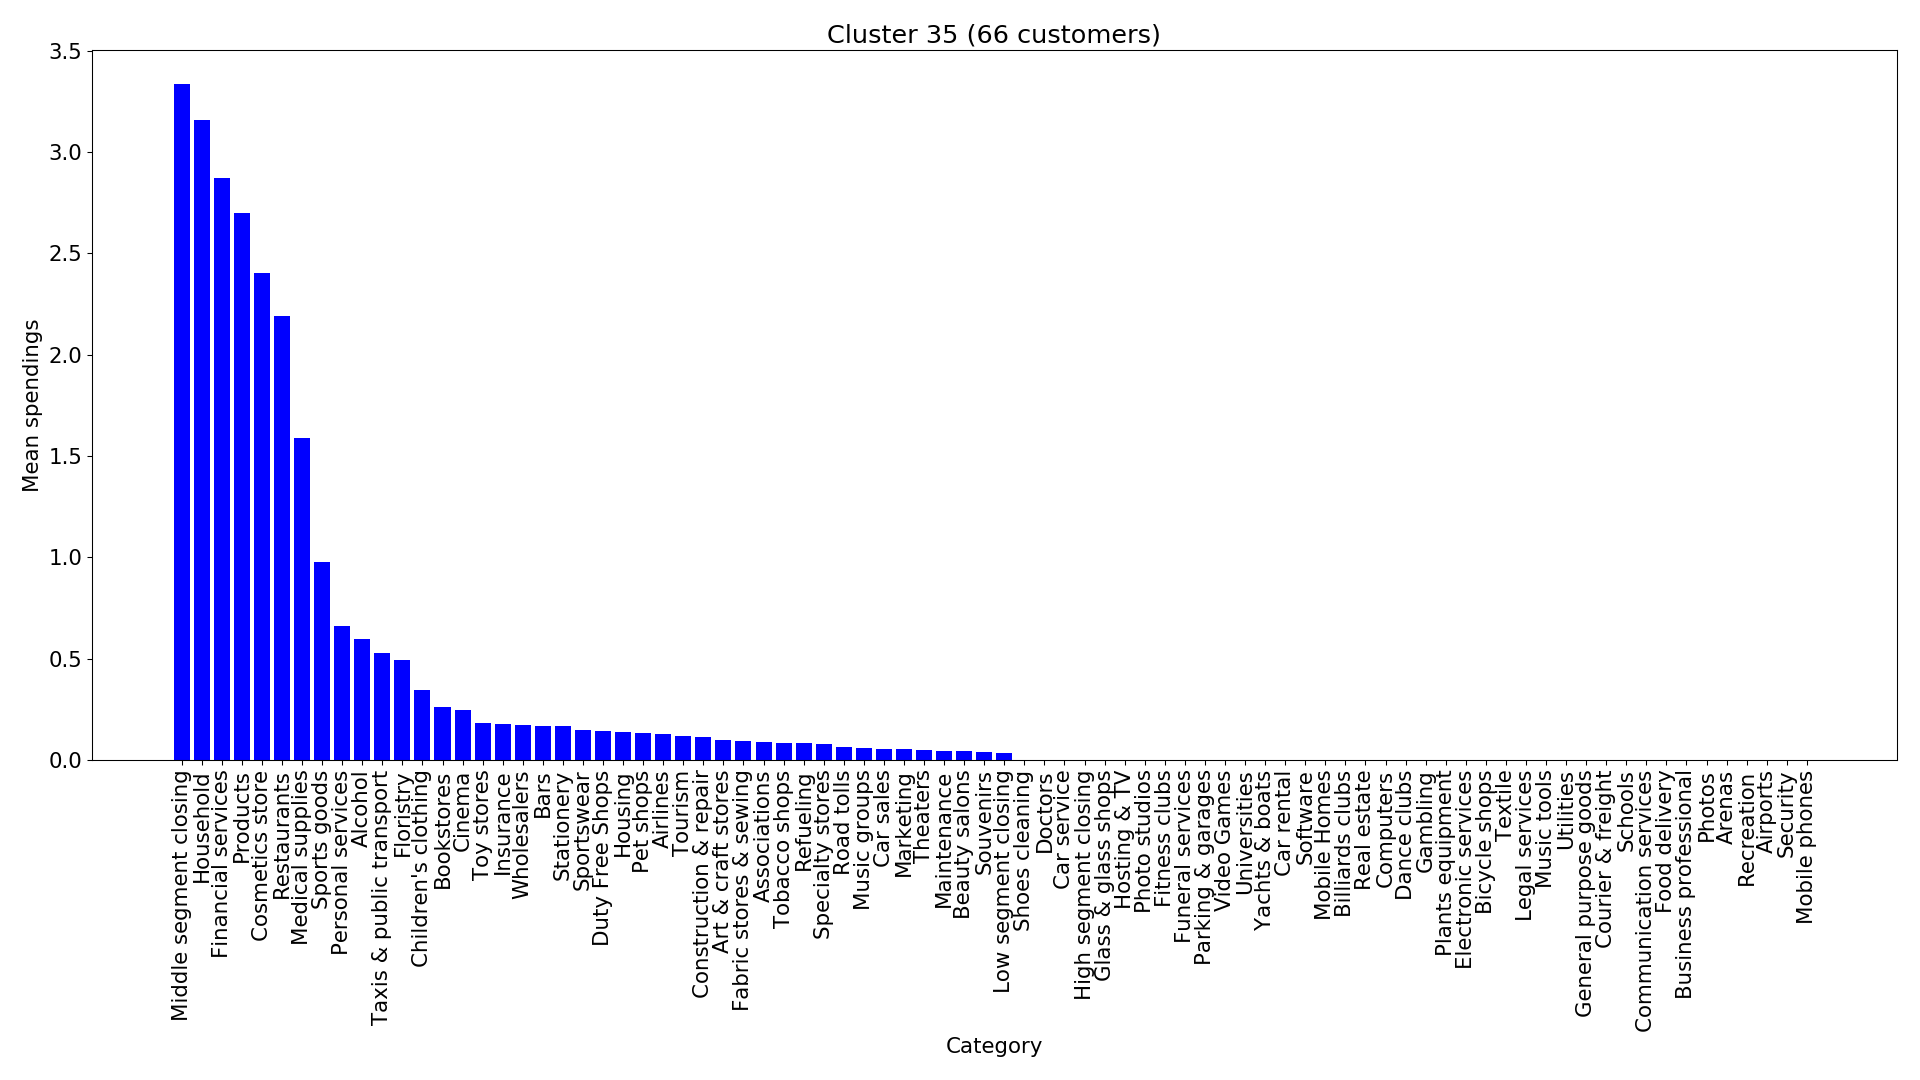 Cluster 35 (66 customers)
Mean spendings
3.5
3.0
2.5
2.0
1.5
1.0
0.5
0.0
Middle segment closing
Household
Financial services
Products
Cosmetics store
Restaurants
Medical supplies
Sports goods
Personal services
Alcohol
Taxis & public transport
Floristry
Children's clothing
Bookstores
Cinema
Toy stores
Insurance
Wholesalers
Bars
Stationery
Sportswear
Duty Free Shops
Housing
Pet shops
Airlines
Tourism
Construction & repair
Art & craft stores
Fabric stores & sewing
Associations
Tobacco shops
Refueling
Specialty stores
Road tolls
Music groups
Car sales
Marketing
Theaters
Maintenance
Beauty salons
Souvenirs
Low segment closing
Shoes cleaning
Doctors
Car service
High segment closing
Glass & glass shops
Hosting & TV
Photo studios
Fitness clubs
Funeral services
Parking & garages
Video Games
Universities
Yachts & boats
Car rental
Software
Mobile Homes
Billiards clubs
Real estate
Computers
Dance clubs
Gambling
Plants equipment
Electronic services
Bicycle shops
Textile
Legal services
Music tools
Utilities
General purpose goods
Courier & freight
Schools
Communication services
Food delivery
Business professional
Photos
Arenas
Recreation
Airports
Security
Mobile phones
Category